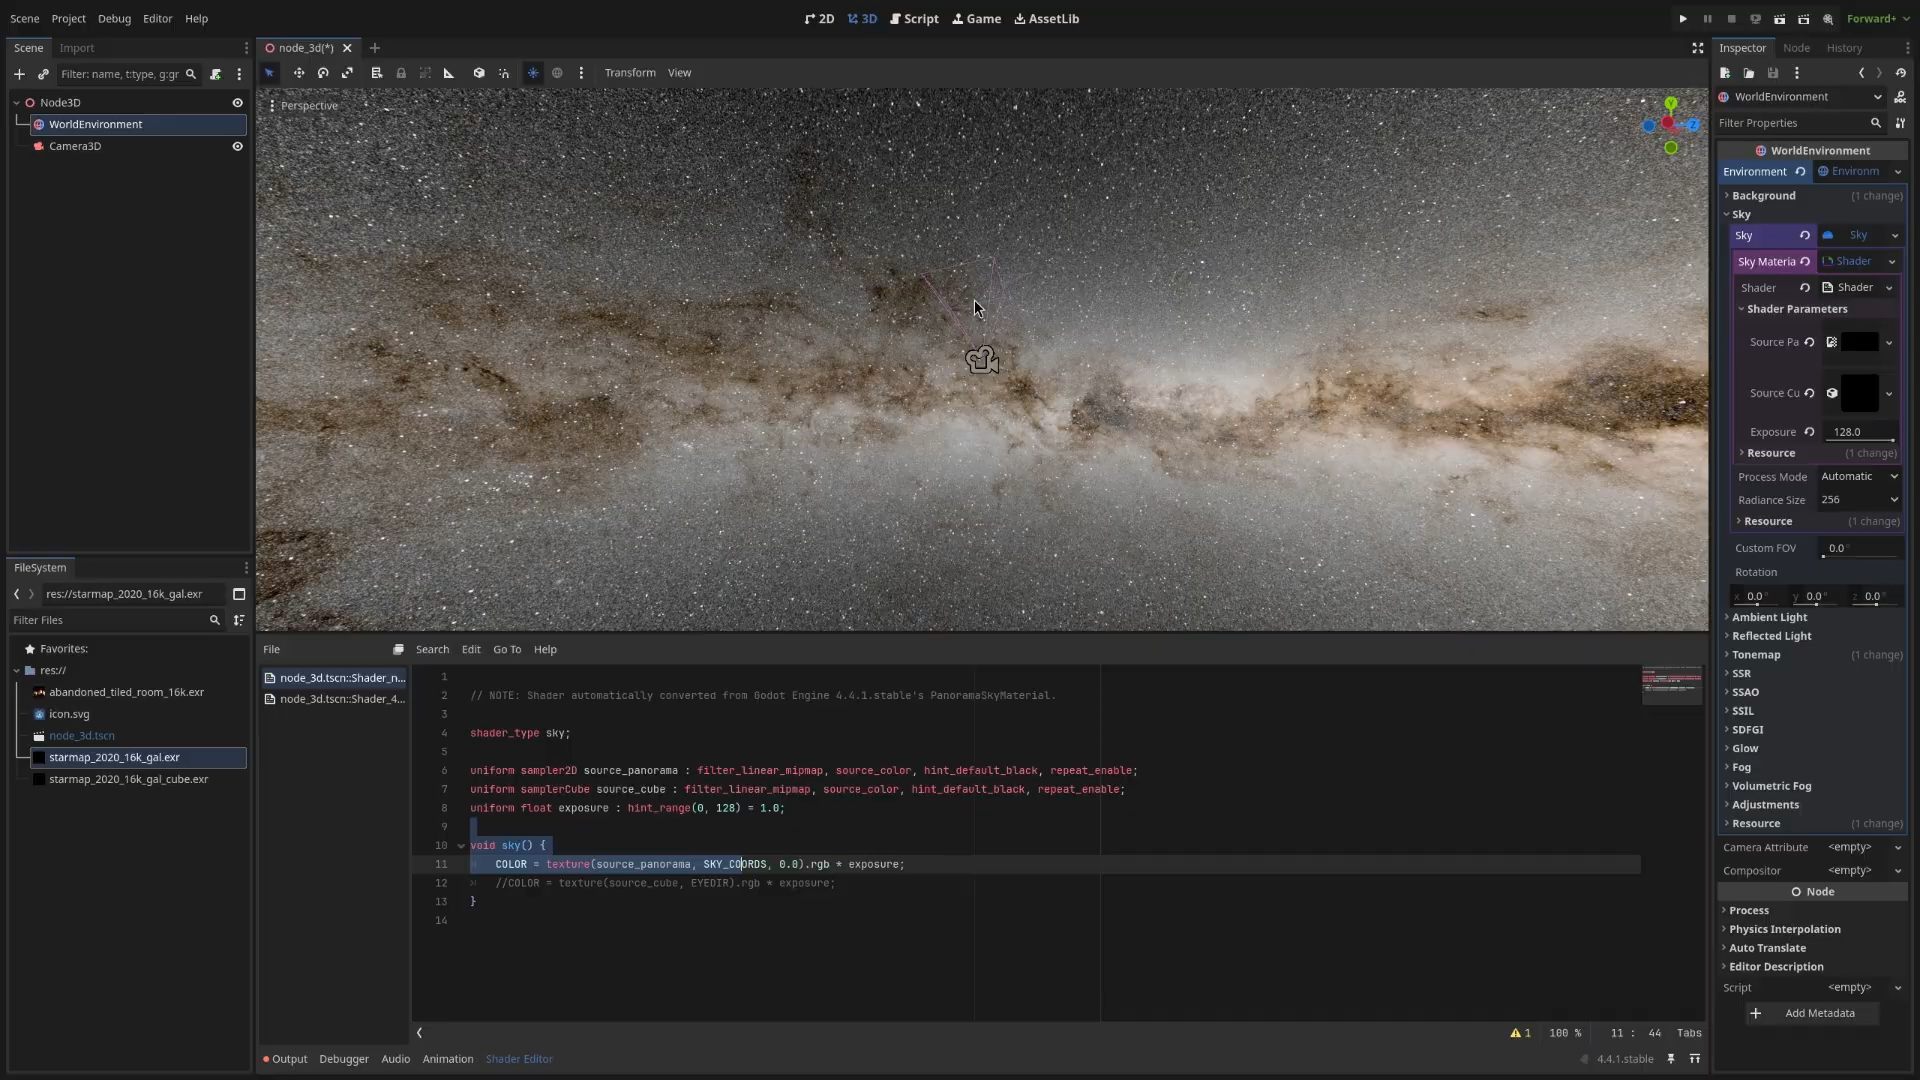 Scene Project Debug Editor Help
2D 3D Script Game AssetLib
Forward+
Scene Import
Filter: name, t:type, g:gr
Node3D
WorldEnvironment
Camera3D
FileSystem
res://starmap_2020_16k_gal.exr
Filter Files
Favorites:
res://
abandoned_tiled_room_16k.exr
icon.svg
node_3d.tscn
starmap_2020_16k_gal.exr
starmap_2020_16k_gal_cube.exr
node_3d(*)
Transform View
Perspective
Y
Z
File Search Edit Go To Help
node_3d.tscn::Shader_n...
node_3d.tscn::Shader_4...
1
2 // NOTE: Shader automatically converted from Godot Engine 4.4.1.stable's PanoramaSkyMaterial.
3
4 shader_type sky;
5
6 uniform sampler2D source_panorama : filter_linear_mipmap, source_color, hint_default_black, repeat_enable;
7 uniform samplerCube source_cube : filter_linear_mipmap, source_color, hint_default_black, repeat_enable;
8 uniform float exposure : hint_range(0, 128) = 1.0;
9
10 void sky() {
11 COLOR = texture(source_panorama, SKY_COORDS, 0.0).rgb * exposure;
12 //COLOR = texture(source_cube, EYEDIR).rgb * exposure;
13 }
14
1 100 % 11 : 44 Tabs
Output Debugger Audio Animation Shader Editor
4.4.1.stable
Inspector Node History
WorldEnvironment
Filter Properties
WorldEnvironment
Environment Environm
Background (1 change)
Sky
Sky Sky
Sky Materia Shader
Shader Shader
Shader Parameters
Source Pa
Source Cu
Exposure 128.0
Resource (1 change)
Process Mode Automatic
Radiance Size 256
Resource (1 change)
Custom FOV 0.0 °
Rotation
x 0.0 ° y 0.0 ° z 0.0 °
Ambient Light
Reflected Light
Tonemap (1 change)
SSR
SSAO
SSIL
SDFGI
Glow
Fog
Volumetric Fog
Adjustments
Resource (1 change)
Camera Attribute <empty>
Compositor <empty>
Node
Process
Physics Interpolation
Auto Translate
Editor Description
Script <empty>
Add Metadata